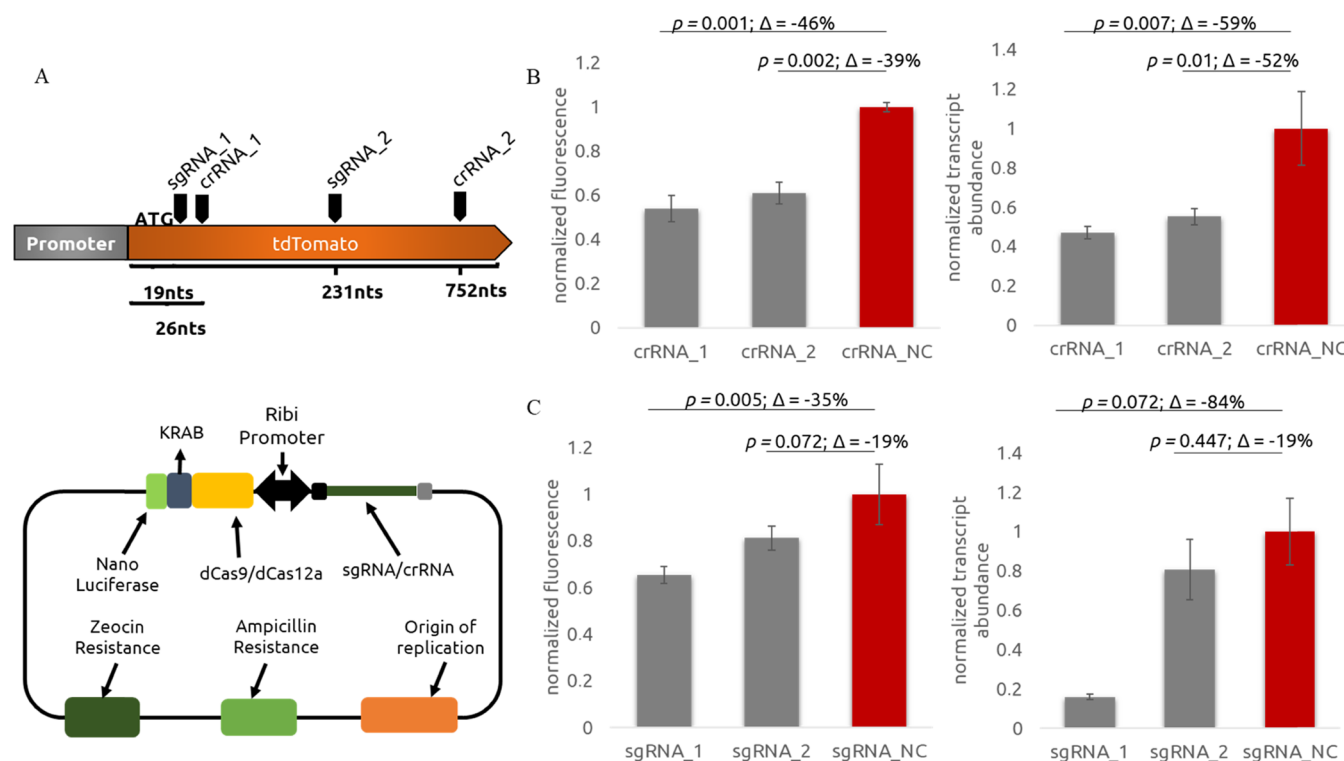 A
sgRNA_1
crRNA_1
sgRNA_2
crRNA_2
ATG
Promoter
tdTomato
19nts
231nts
752nts
26nts
KRAB
Ribi
Promoter
Nano
Luciferase
dCas9/dCas12a
sgRNA/crRNA
Zeocin
Resistance
Ampicillin
Resistance
Origin of
replication
B
p = 0.001; Δ = -46%
p = 0.002; Δ = -39%
normalized fluorescence
1.2
1
0.8
0.6
0.4
0.2
0
crRNA_1
crRNA_2
crRNA_NC
p = 0.007; Δ = -59%
p = 0.01; Δ = -52%
normalized transcript
abundance
1.4
1.2
1
0.8
0.6
0.4
0.2
0
crRNA_1
crRNA_2
crRNA_NC
C
p = 0.005; Δ = -35%
p = 0.072; Δ = -19%
normalized fluorescence
1.2
1
0.8
0.6
0.4
0.2
0
sgRNA_1
sgRNA_2
sgRNA_NC
p = 0.072; Δ = -84%
p = 0.447; Δ = -19%
normalized transcript
abundance
1.4
1.2
1
0.8
0.6
0.4
0.2
0
sgRNA_1
sgRNA_2
sgRNA_NC